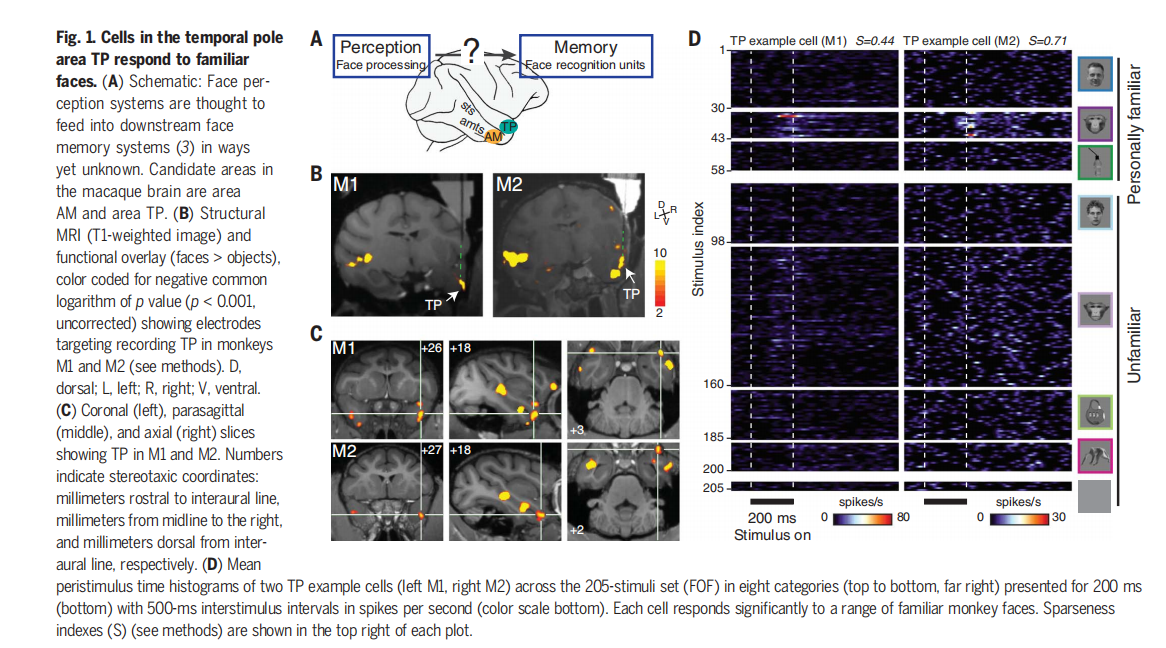 Fig. 1. Cells in the temporal pole
area TP respond to familiar
faces. (A) Schematic: Face per-
ception systems are thought to
feed into downstream face
memory systems (3) in ways
yet unknown. Candidate areas in
the macaque brain are area
AM and area TP. (B) Structural
MRI (T1-weighted image) and
functional overlay (faces > objects),
color coded for negative common
logarithm of p value (p < 0.001,
uncorrected) showing electrodes
targeting recording TP in monkeys
M1 and M2 (see methods). D,
dorsal; L, left; R, right; V, ventral.
(C) Coronal (left), parasagittal
(middle), and axial (right) slices
showing TP in M1 and M2. Numbers
indicate stereotaxic coordinates:
millimeters rostral to interaural line,
millimeters from midline to the right,
and millimeters dorsal from inter-
aural line, respectively. (D) Mean
peristimulus time histograms of two TP example cells (left M1, right M2) across the 205-stimuli set (FOF) in eight categories (top to bottom, far right) presented for 200 ms
(bottom) with 500-ms interstimulus intervals in spikes per second (color scale bottom). Each cell responds significantly to a range of familiar monkey faces. Sparseness
indexes (S) (see methods) are shown in the top right of each plot.
A
Perception
Face processing
?
Memory
Face recognition units
sts
amts
AM
TP
B
M1
TP
M2
TP
D
L R
V
10
2
C
M1
+26
+18
+3
M2
+27
+18
+2
D
TP example cell (M1) S=0.44
TP example cell (M2) S=0.71
Stimulus index
1
30
43
58
98
160
185
200
205
Personally familiar
Unfamiliar
200 ms
Stimulus on
spikes/s
0 80
spikes/s
0 30